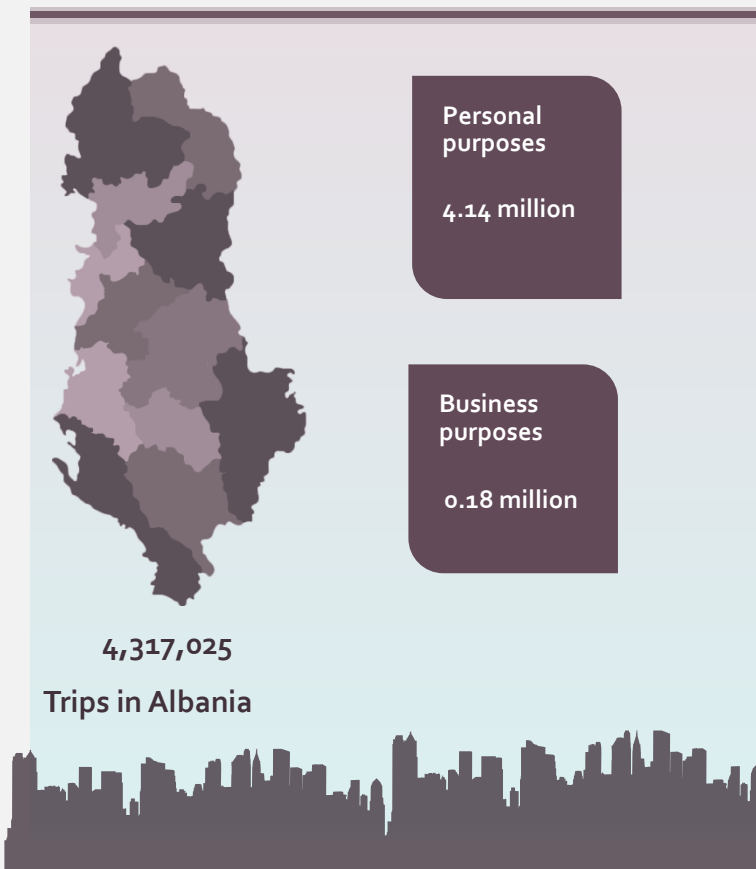 Personal
purposes
4.14 million
Business
purposes
0.18 million
4,317,025
Trips in Albania